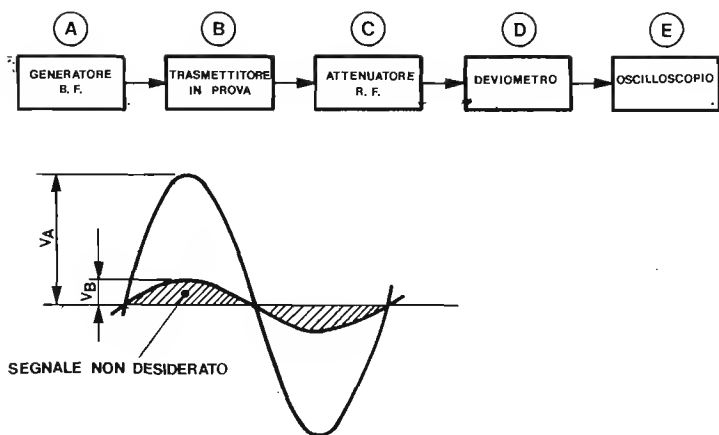 A B C D E
GENERATORE
B. F.
TRASMETTITORE
IN PROVA
ATTENUATORE
R. F.
DEVIOMETRO
OSCILLOSCOPIO
VA
VB
SEGNALE NON DESIDERATO